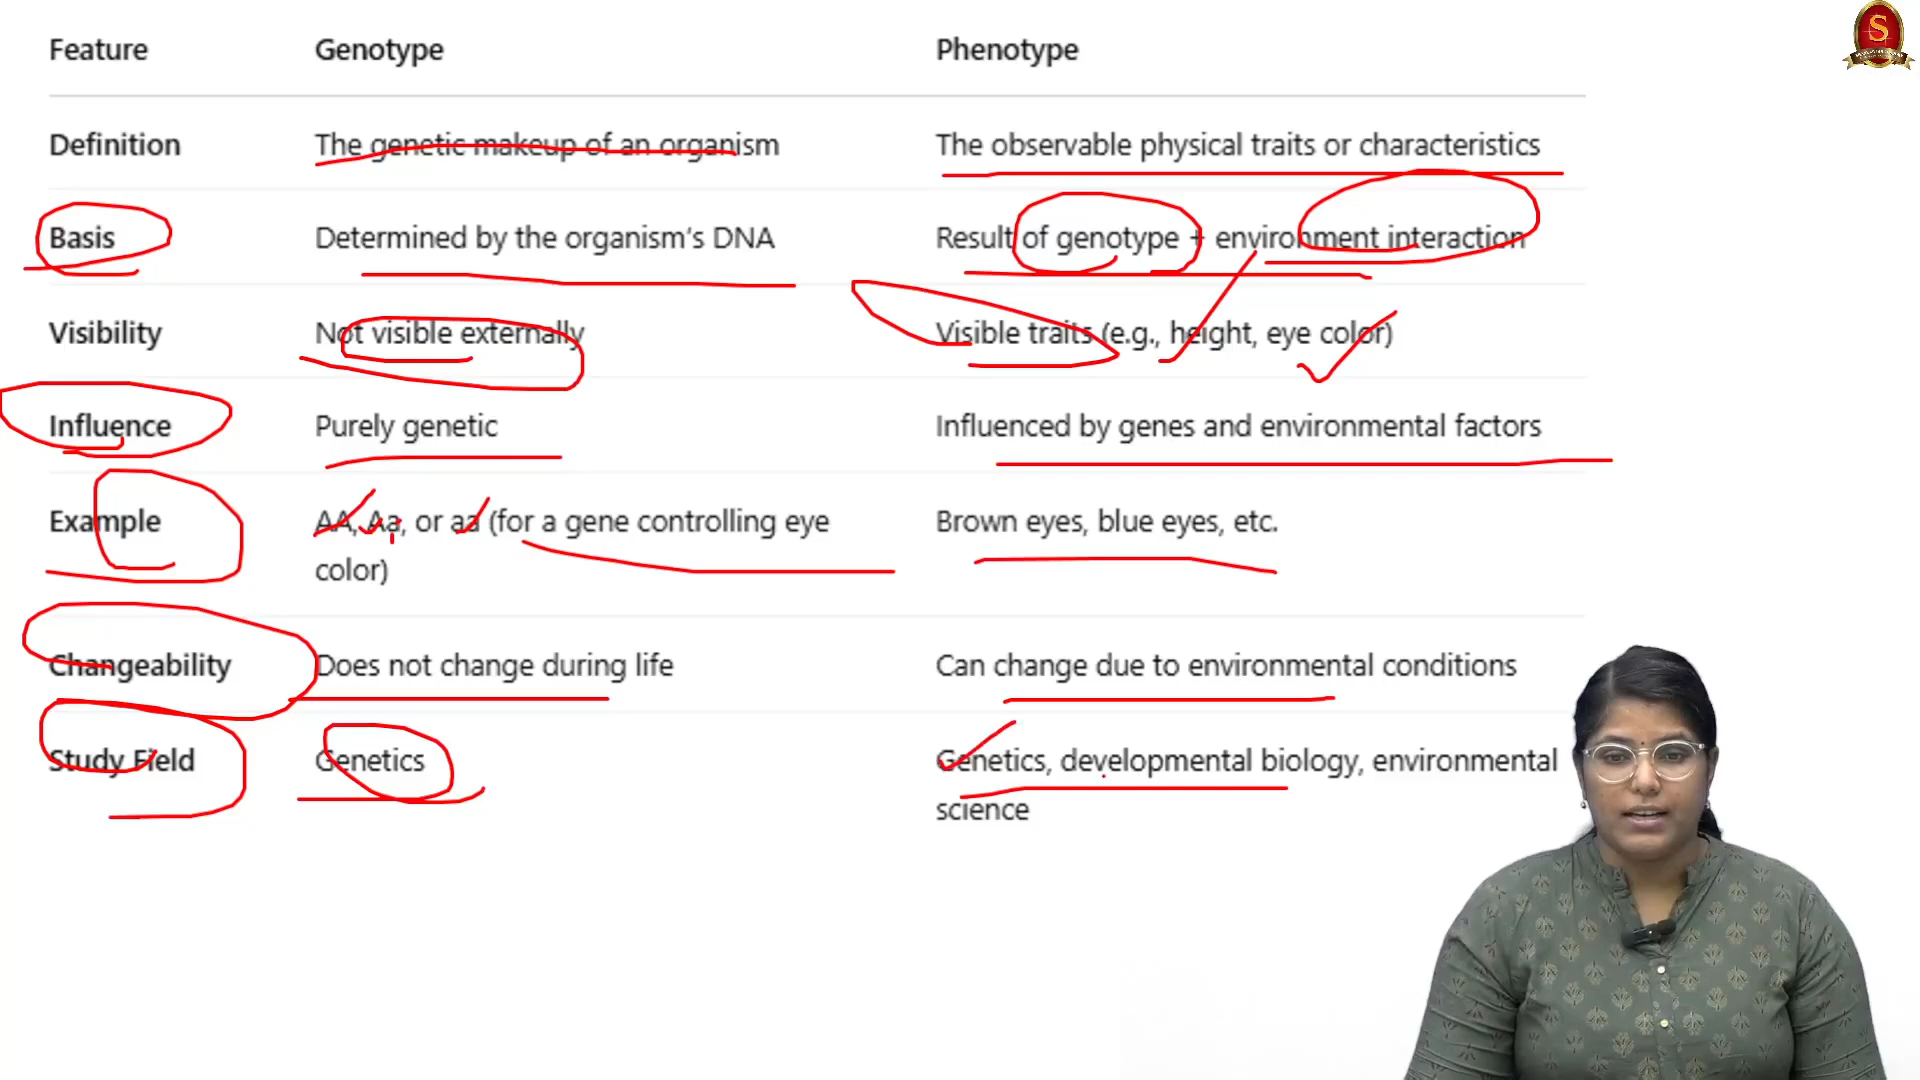 Feature Genotype Phenotype
Definition The genetic makeup of an organism The observable physical traits or characteristics
Basis Determined by the organism's DNA Result of genotype + environment interaction
Visibility Not visible externally Visible traits (e.g., height, eye color)
Influence Purely genetic Influenced by genes and environmental factors
Example AA, Aa, or aa (for a gene controlling eye Brown eyes, blue eyes, etc.
color)
Changeability Does not change during life Can change due to environmental conditions
Study Field Genetics Genetics, developmental biology, environmental
science
S